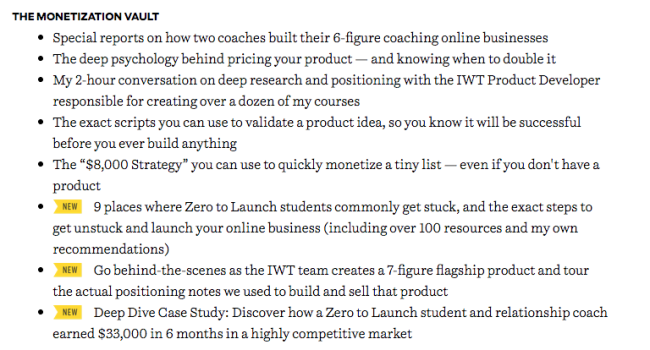 THE MONETIZATION VAULT
• Special reports on how two coaches built their 6-figure coaching online businesses
• The deep psychology behind pricing your product — and knowing when to double it
• My 2-hour conversation on deep research and positioning with the IWT Product Developer
responsible for creating over a dozen of my courses
• The exact scripts you can use to validate a product idea, so you know it will be successful
before you ever build anything
• The “$8,000 Strategy” you can use to quickly monetize a tiny list — even if you don't have a
product
• NEW 9 places where Zero to Launch students commonly get stuck, and the exact steps to
get unstuck and launch your online business (including over 100 resources and my own
recommendations)
• NEW Go behind-the-scenes as the IWT team creates a 7-figure flagship product and tour
the actual positioning notes we used to build and sell that product
• NEW Deep Dive Case Study: Discover how a Zero to Launch student and relationship coach
earned $33,000 in 6 months in a highly competitive market